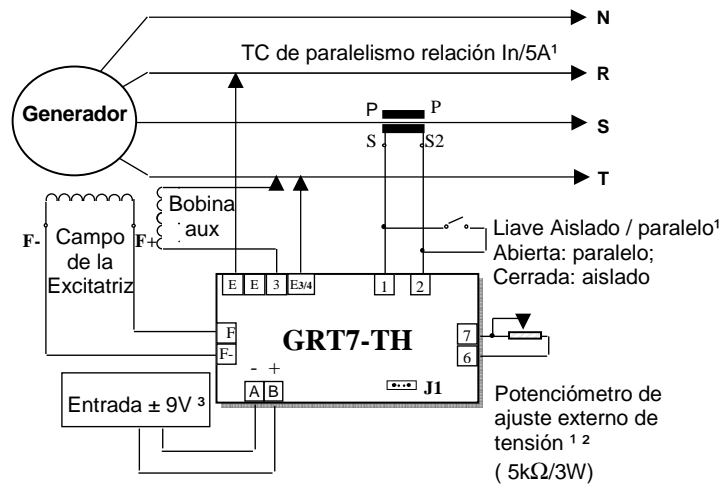 N
TC de paralelismo relación In/5A¹
R
Generador
P
P
S
S
S2
T
Bobina
aux
F-
Campo
de la
Excitatriz
F+
Liave Aislado / paralelo¹
Abierta: paralelo;
Cerrada: aislado
E
E
3
E3/4
1
2
F
F-
GRT7-TH
7
6
- +
A
B
J1
Entrada ± 9V ³
Potenciómetro de
ajuste externo de
tensión ¹ ²
( 5kΩ/3W)